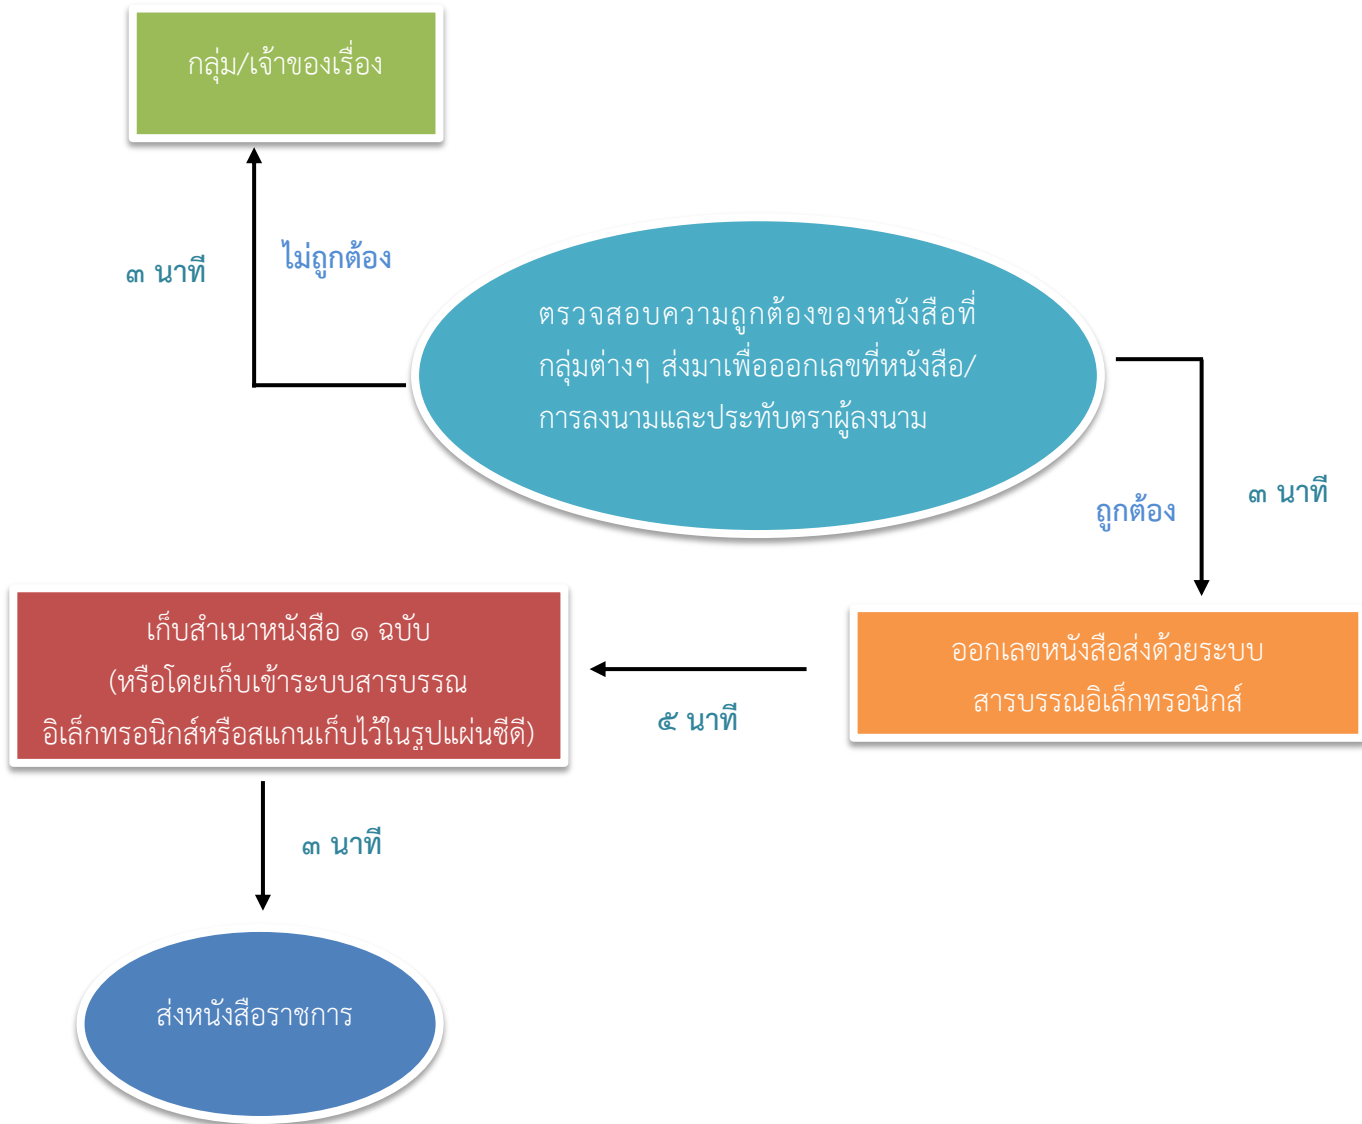 กลุ่ม/เจ้าของเรื่อง
ไม่ถูกต้อง
๓ นาที
ตรวจสอบความถูกต้องของหนังสือที่
กลุ่มต่างๆ ส่งมาเพื่อออกเลขที่หนังสือ/
การลงนามและประทับตราผู้ลงนาม
๓ นาที
ถูกต้อง
เก็บสำเนาหนังสือ ๑ ฉบับ
(หรือโดยเก็บเข้าระบบสารบรรณ
อิเล็กทรอนิกส์หรือสแกนเก็บไว้ในรูปแผ่นซีดี)
ออกเลขหนังสือส่งด้วยระบบ
สารบรรณอิเล็กทรอนิกส์
๕ นาที
๓ นาที
ส่งหนังสือราชการ